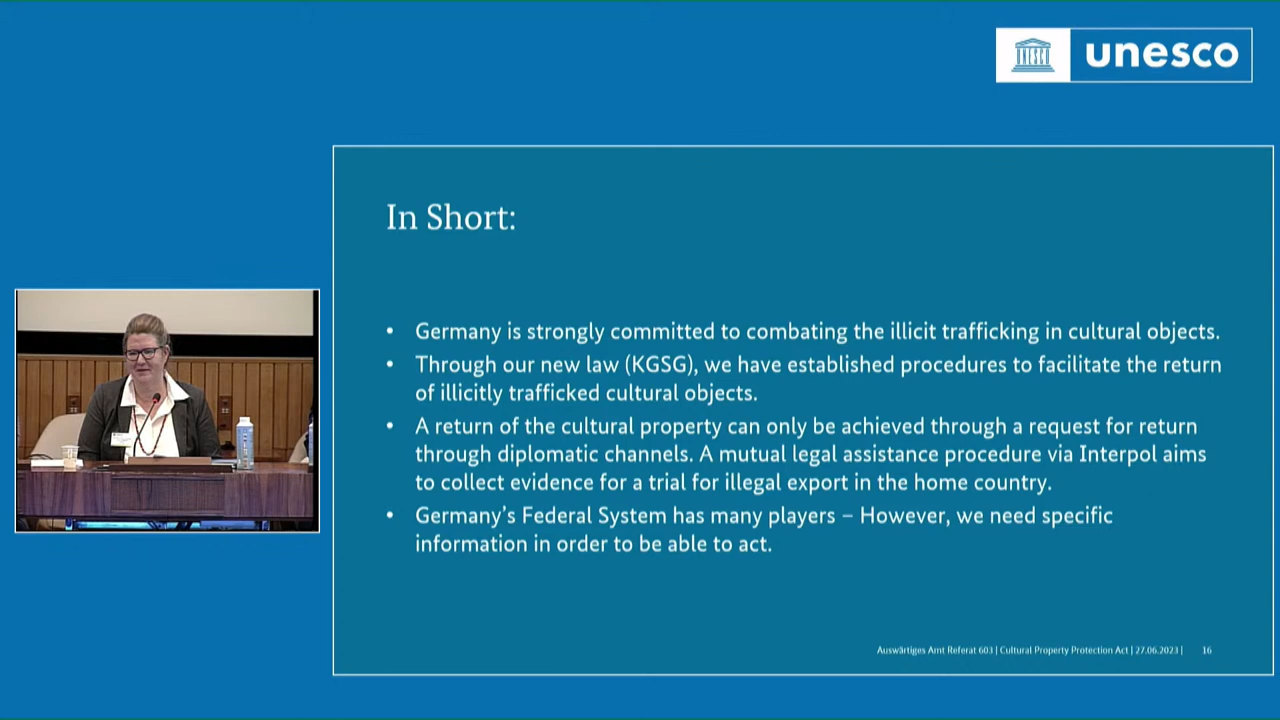 unesco
In Short:
• Germany is strongly committed to combating the illicit trafficking in cultural objects.
• Through our new law (KGSG), we have established procedures to facilitate the return
of illicitly trafficked cultural objects.
• A return of the cultural property can only be achieved through a request for return
through diplomatic channels. A mutual legal assistance procedure via Interpol aims
to collect evidence for a trial for illegal export in the home country.
• Germany’s Federal System has many players – However, we need specific
information in order to be able to act.
Auswärtiges Amt Referat 603 | Cultural Property Protection Act | 27.06.2023 | 16